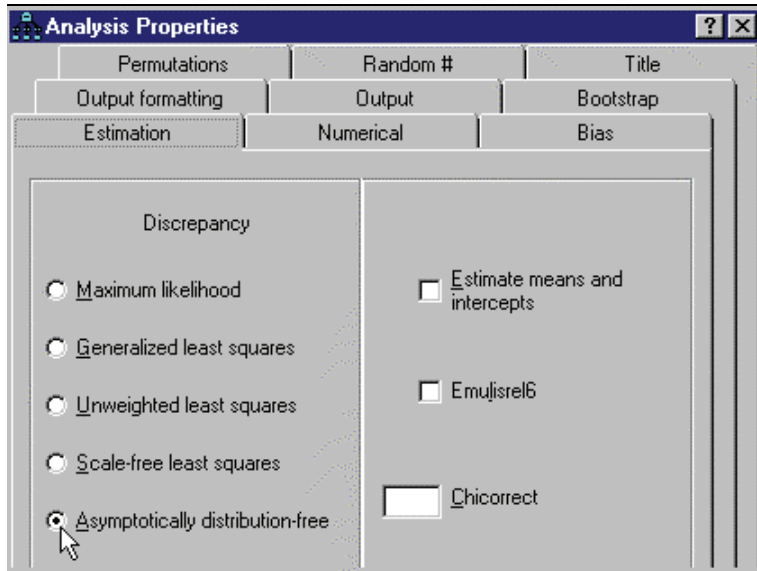 Analysis Properties
Permutations Random # Title
Output formatting Output Bootstrap
Estimation Numerical Bias
Discrepancy
Maximum likelihood
Generalized least squares
Unweighted least squares
Scale-free least squares
Asymptotically distribution-free
Estimate means and
intercepts
Emulisrel6
Chicorrect